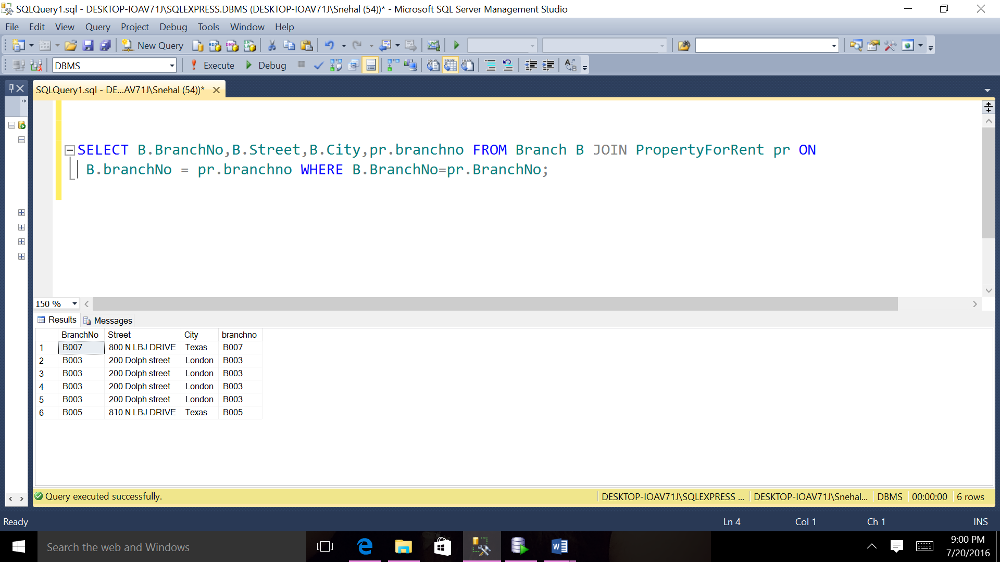 SQLQuery1.sql - DESKTOP-IOAV71J\SQLEXPRESS.DBMS (DESKTOP-IOAV71J\Snehal (54))* - Microsoft SQL Server Management Studio
File Edit View Query Project Debug Tools Window Help
New Query
DBMS Execute Debug
SQLQuery1.sql - DE...AV71J\Snehal (54))*
SELECT B.BranchNo,B.Street,B.City,pr.branchno FROM Branch B JOIN PropertyForRent pr ON
B.branchNo = pr.branchno WHERE B.BranchNo=pr.BranchNo;
150 %
Results Messages
BranchNo Street City branchno
1 B007 800 N LBJ DRIVE Texas B007
2 B003 200 Dolph street London B003
3 B003 200 Dolph street London B003
4 B003 200 Dolph street London B003
5 B003 200 Dolph street London B003
6 B005 810 N LBJ DRIVE Texas B005
Query executed successfully. DESKTOP-IOAV71J\SQLEXPRESS ... DESKTOP-IOAV71J\Snehal... DBMS 00:00:00 6 rows
Ready Ln 4 Col 1 Ch 1 INS
Search the web and Windows
9:00 PM
7/20/2016